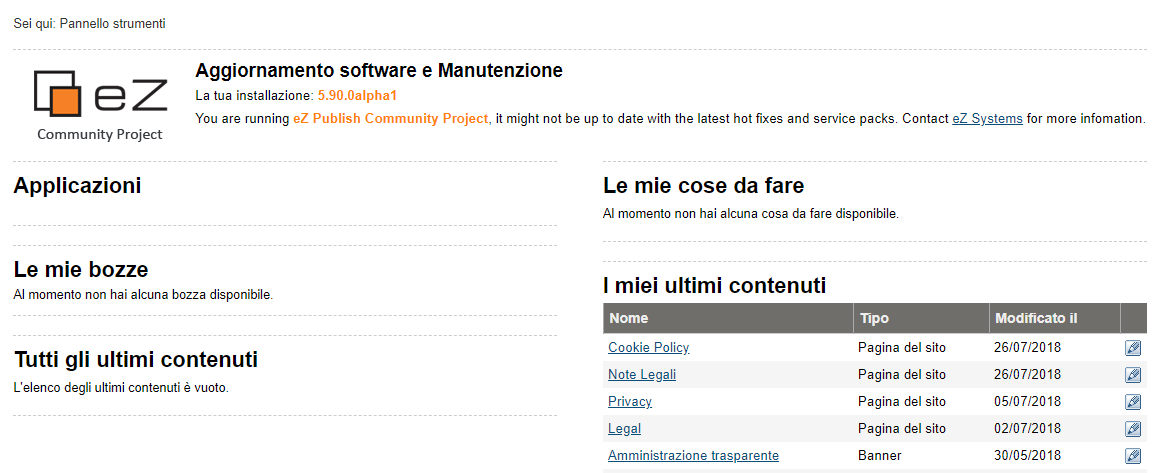 Sei qui: Pannello strumenti
eZ
Community Project
Aggiornamento software e Manutenzione
La tua installazione: 5.90.0alpha1
You are running eZ Publish Community Project, it might not be up to date with the latest hot fixes and service packs. Contact eZ Systems for more infomation.
Applicazioni
Le mie bozze
Al momento non hai alcuna bozza disponibile.
Tutti gli ultimi contenuti
L'elenco degli ultimi contenuti è vuoto.
Le mie cose da fare
Al momento non hai alcuna cosa da fare disponibile.
I miei ultimi contenuti
Nome Tipo Modificato il
Cookie Policy Pagina del sito 26/07/2018
Note Legali Pagina del sito 26/07/2018
Privacy Pagina del sito 05/07/2018
Legal Pagina del sito 02/07/2018
Amministrazione trasparente Banner 30/05/2018